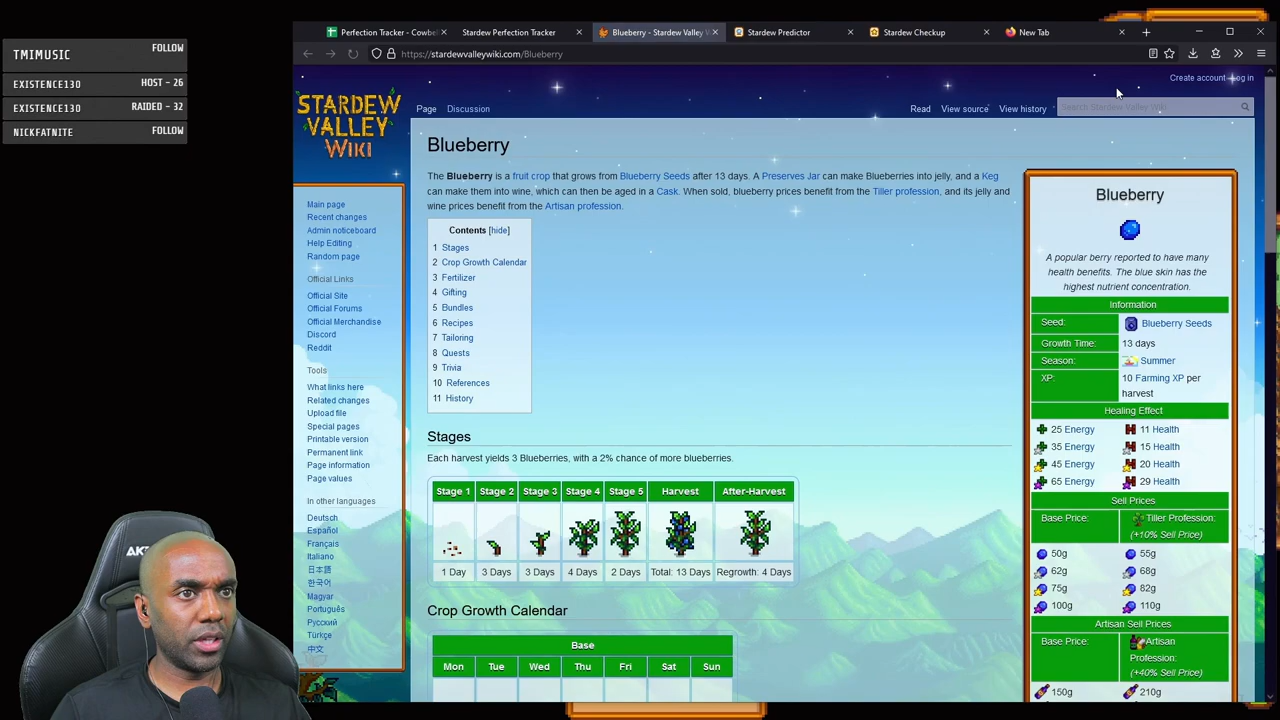 TMIMUSIC FOLLOW
EXISTENCE130 HOST - 26
EXISTENCE130 RAIDED - 32
NICKFATNITE FOLLOW
Perfection Tracker - Cowbel
Stardew Perfection Tracker
Blueberry - Stardew Valley W
Stardew Predictor
Stardew Checkup
New Tab
https://stardewvalleywiki.com/Blueberry
Create account Log in
STARDEW
VALLEY
WIKI
Page Discussion Read View source View history Search Stardew Valley Wiki
Main page
Recent changes
Admin noticeboard
Help Editing
Random page
Official Links
Official Site
Official Forums
Official Merchandise
Discord
Reddit
Tools
What links here
Related changes
Upload file
Special pages
Printable version
Permanent link
Page information
Page values
In other languages
Deutsch
Español
Français
Italiano
日本語
한국어
Magyar
Português
Русский
Türkçe
中文
Blueberry
The Blueberry is a fruit crop that grows from Blueberry Seeds after 13 days. A Preserves Jar can make Blueberries into jelly, and a Keg
can make them into wine, which can then be aged in a Cask. When sold, blueberry prices benefit from the Tiller profession, and its jelly and
wine prices benefit from the Artisan profession.
Contents [hide]
1 Stages
2 Crop Growth Calendar
3 Fertilizer
4 Gifting
5 Bundles
6 Recipes
7 Tailoring
8 Quests
9 Trivia
10 References
11 History
Stages
Each harvest yields 3 Blueberries, with a 2% chance of more blueberries.
Stage 1 Stage 2 Stage 3 Stage 4 Stage 5 Harvest After-Harvest
1 Day 3 Days 3 Days 4 Days 2 Days Total: 13 Days Regrowth: 4 Days
Crop Growth Calendar
Base
Mon Tue Wed Thu Fri Sat Sun
Blueberry
A popular berry reported to have many
health benefits. The blue skin has the
highest nutrient concentration.
Information
Seed: Blueberry Seeds
Growth Time: 13 days
Season: Summer
XP: 10 Farming XP per
harvest
Healing Effect
25 Energy 11 Health
35 Energy 15 Health
45 Energy 20 Health
65 Energy 29 Health
Sell Prices
Base Price: Tiller Profession:
(+10% Sell Price)
50g 55g
62g 68g
75g 82g
100g 110g
Artisan Sell Prices
Base Price: Artisan
Profession:
(+40% Sell Price)
150g 210g